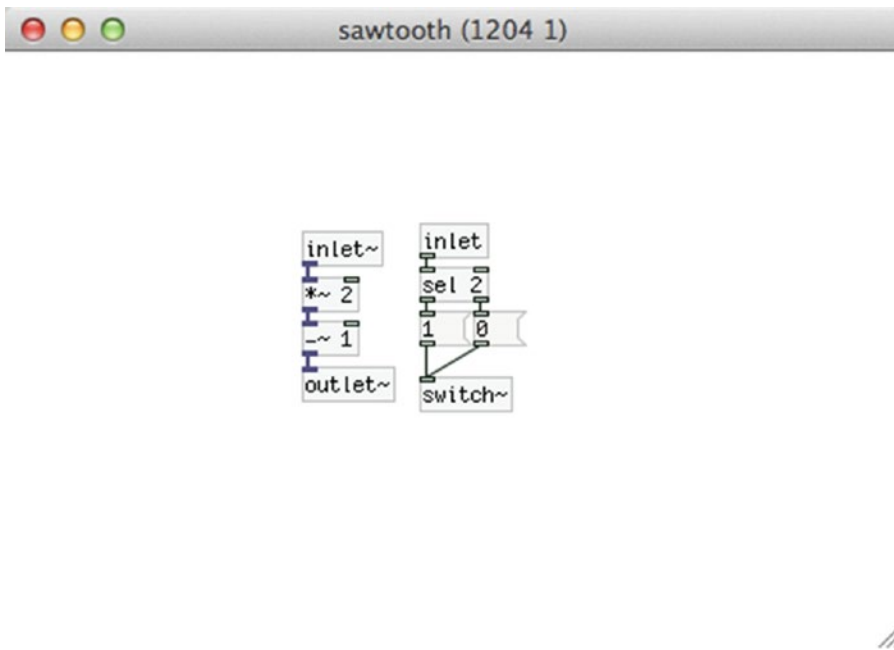 sawtooth (1204 1)
inlet~
*~ 2
-~ 1
outlet~
inlet
sel 2
1
0
switch~